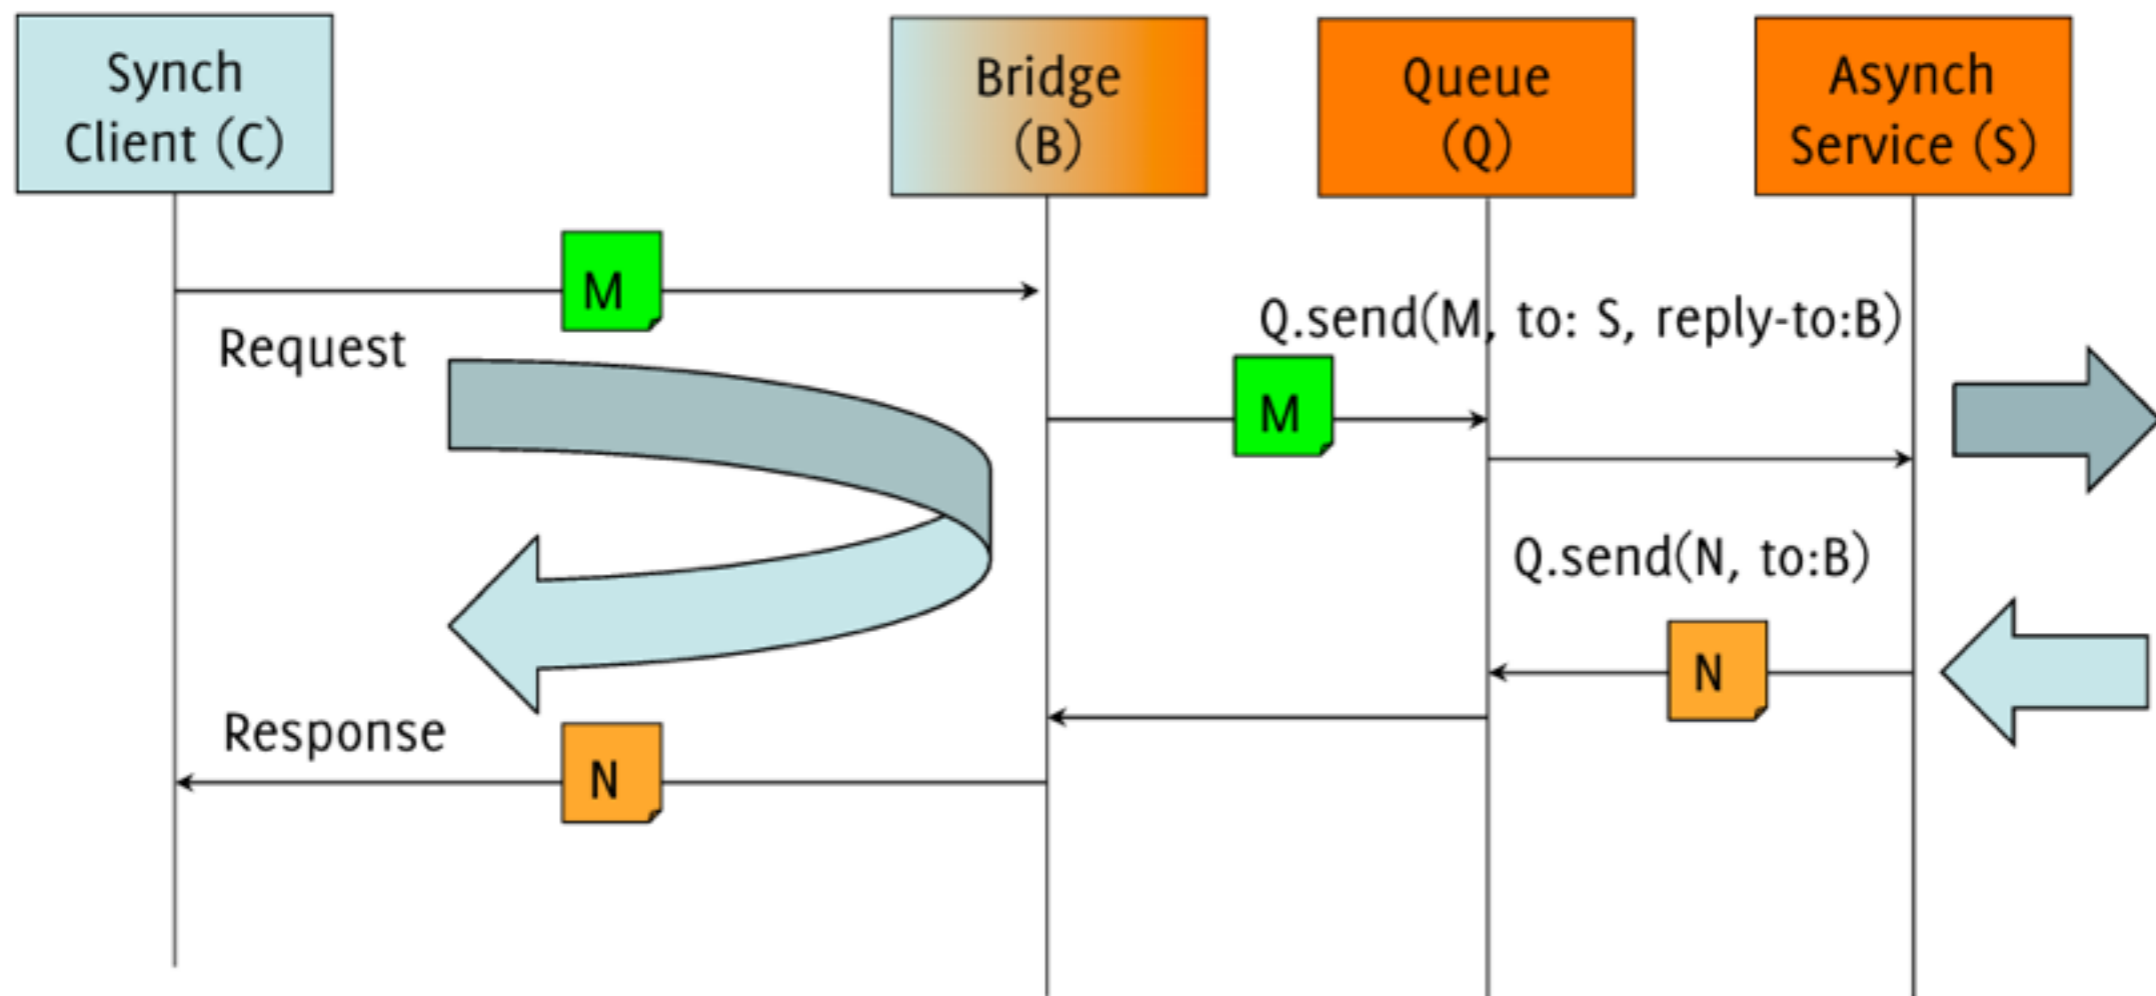 Synch
Client (C)
Bridge
(B)
Queue
(Q)
Asynch
Service (S)
M
Request
Q.send(M, to: S, reply-to:B)
M
Q.send(N, to:B)
N
Response
N